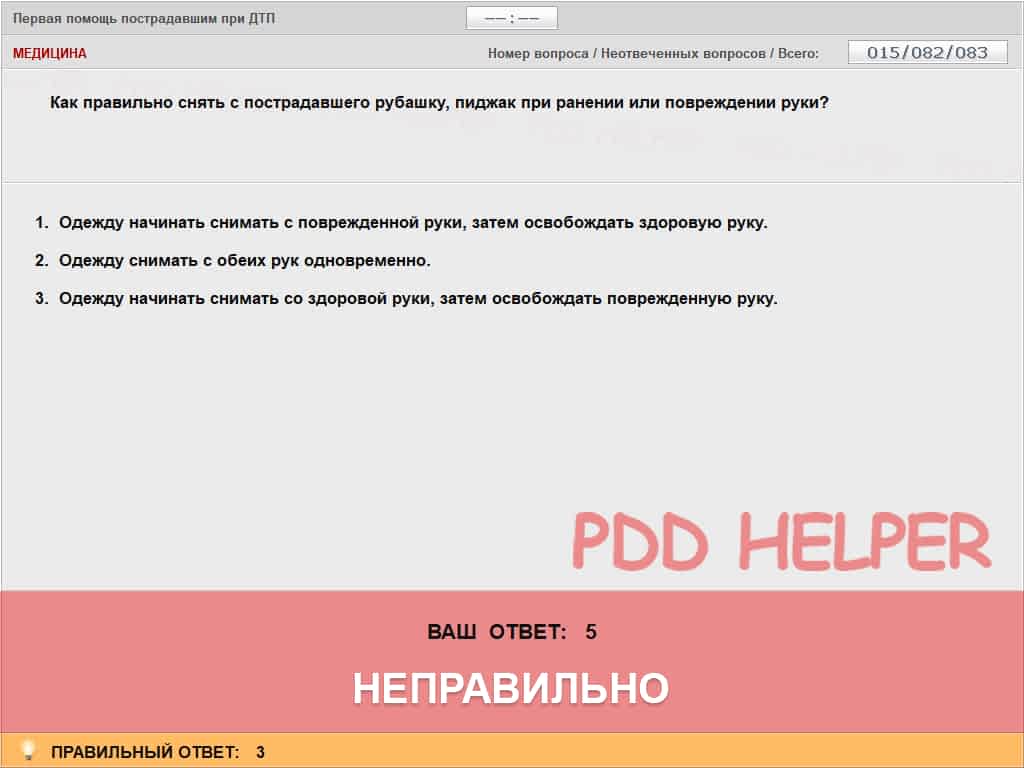 Первая помощь пострадавшим при ДТП
—— : ——
МЕДИЦИНА
Номер вопроса / Неотвеченных вопросов / Всего:
015/082/083
Как правильно снять с пострадавшего рубашку, пиджак при ранении или повреждении руки?
1. Одежду начинать снимать с поврежденной руки, затем освобождать здоровую руку.
2. Одежду снимать с обеих рук одновременно.
3. Одежду начинать снимать со здоровой руки, затем освобождать поврежденную руку.
PDD HELPER
ВАШ ОТВЕТ: 5
НЕПРАВИЛЬНО
ПРАВИЛЬНЫЙ ОТВЕТ: 3